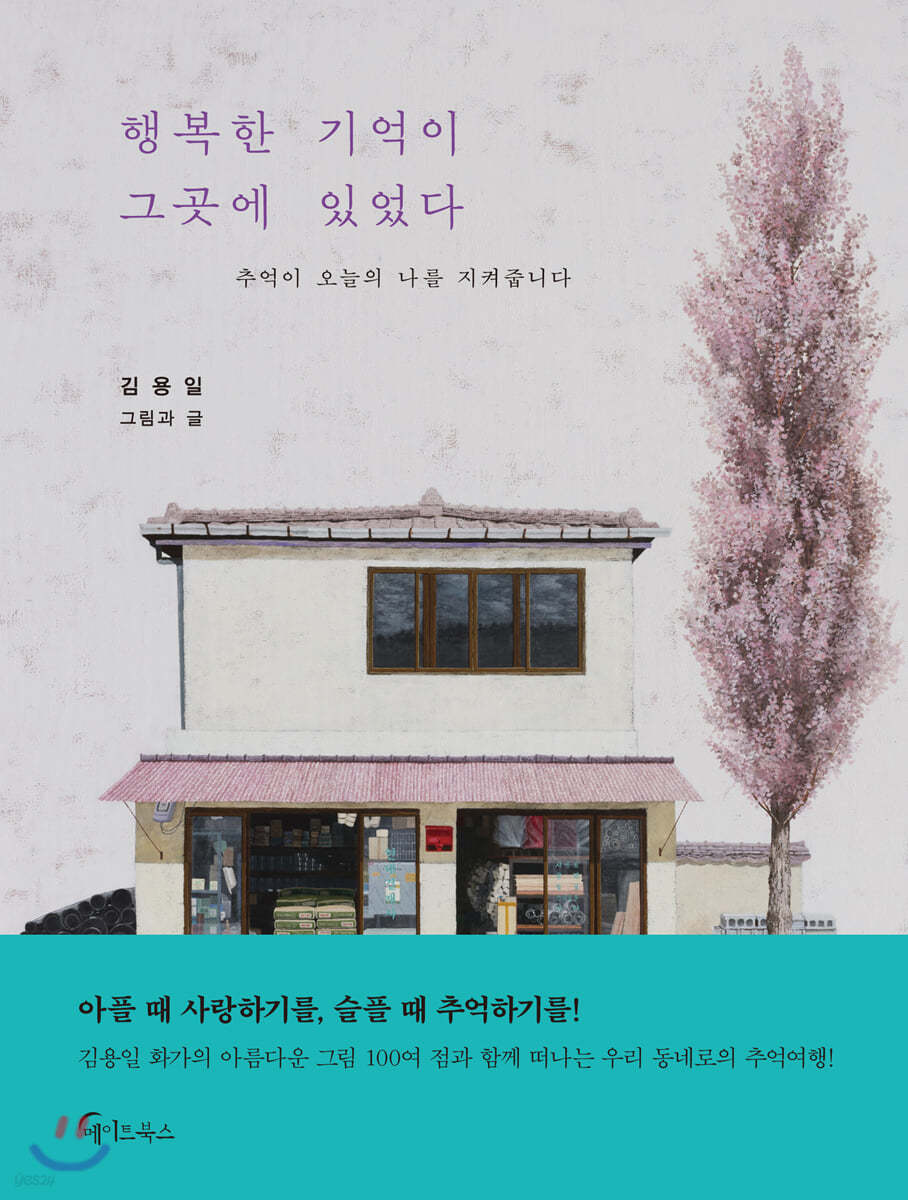 행복한 기억이
그곳에 있었다
추억이 오늘의 나를 지켜줍니다
김용일
그림과 글
아플 때 사랑하기를, 슬플 때 추억하기를!
김용일 화가의 아름다운 그림 100여 점과 함께 떠나는 우리 동네로의 추억여행!
메이트북스
yes24